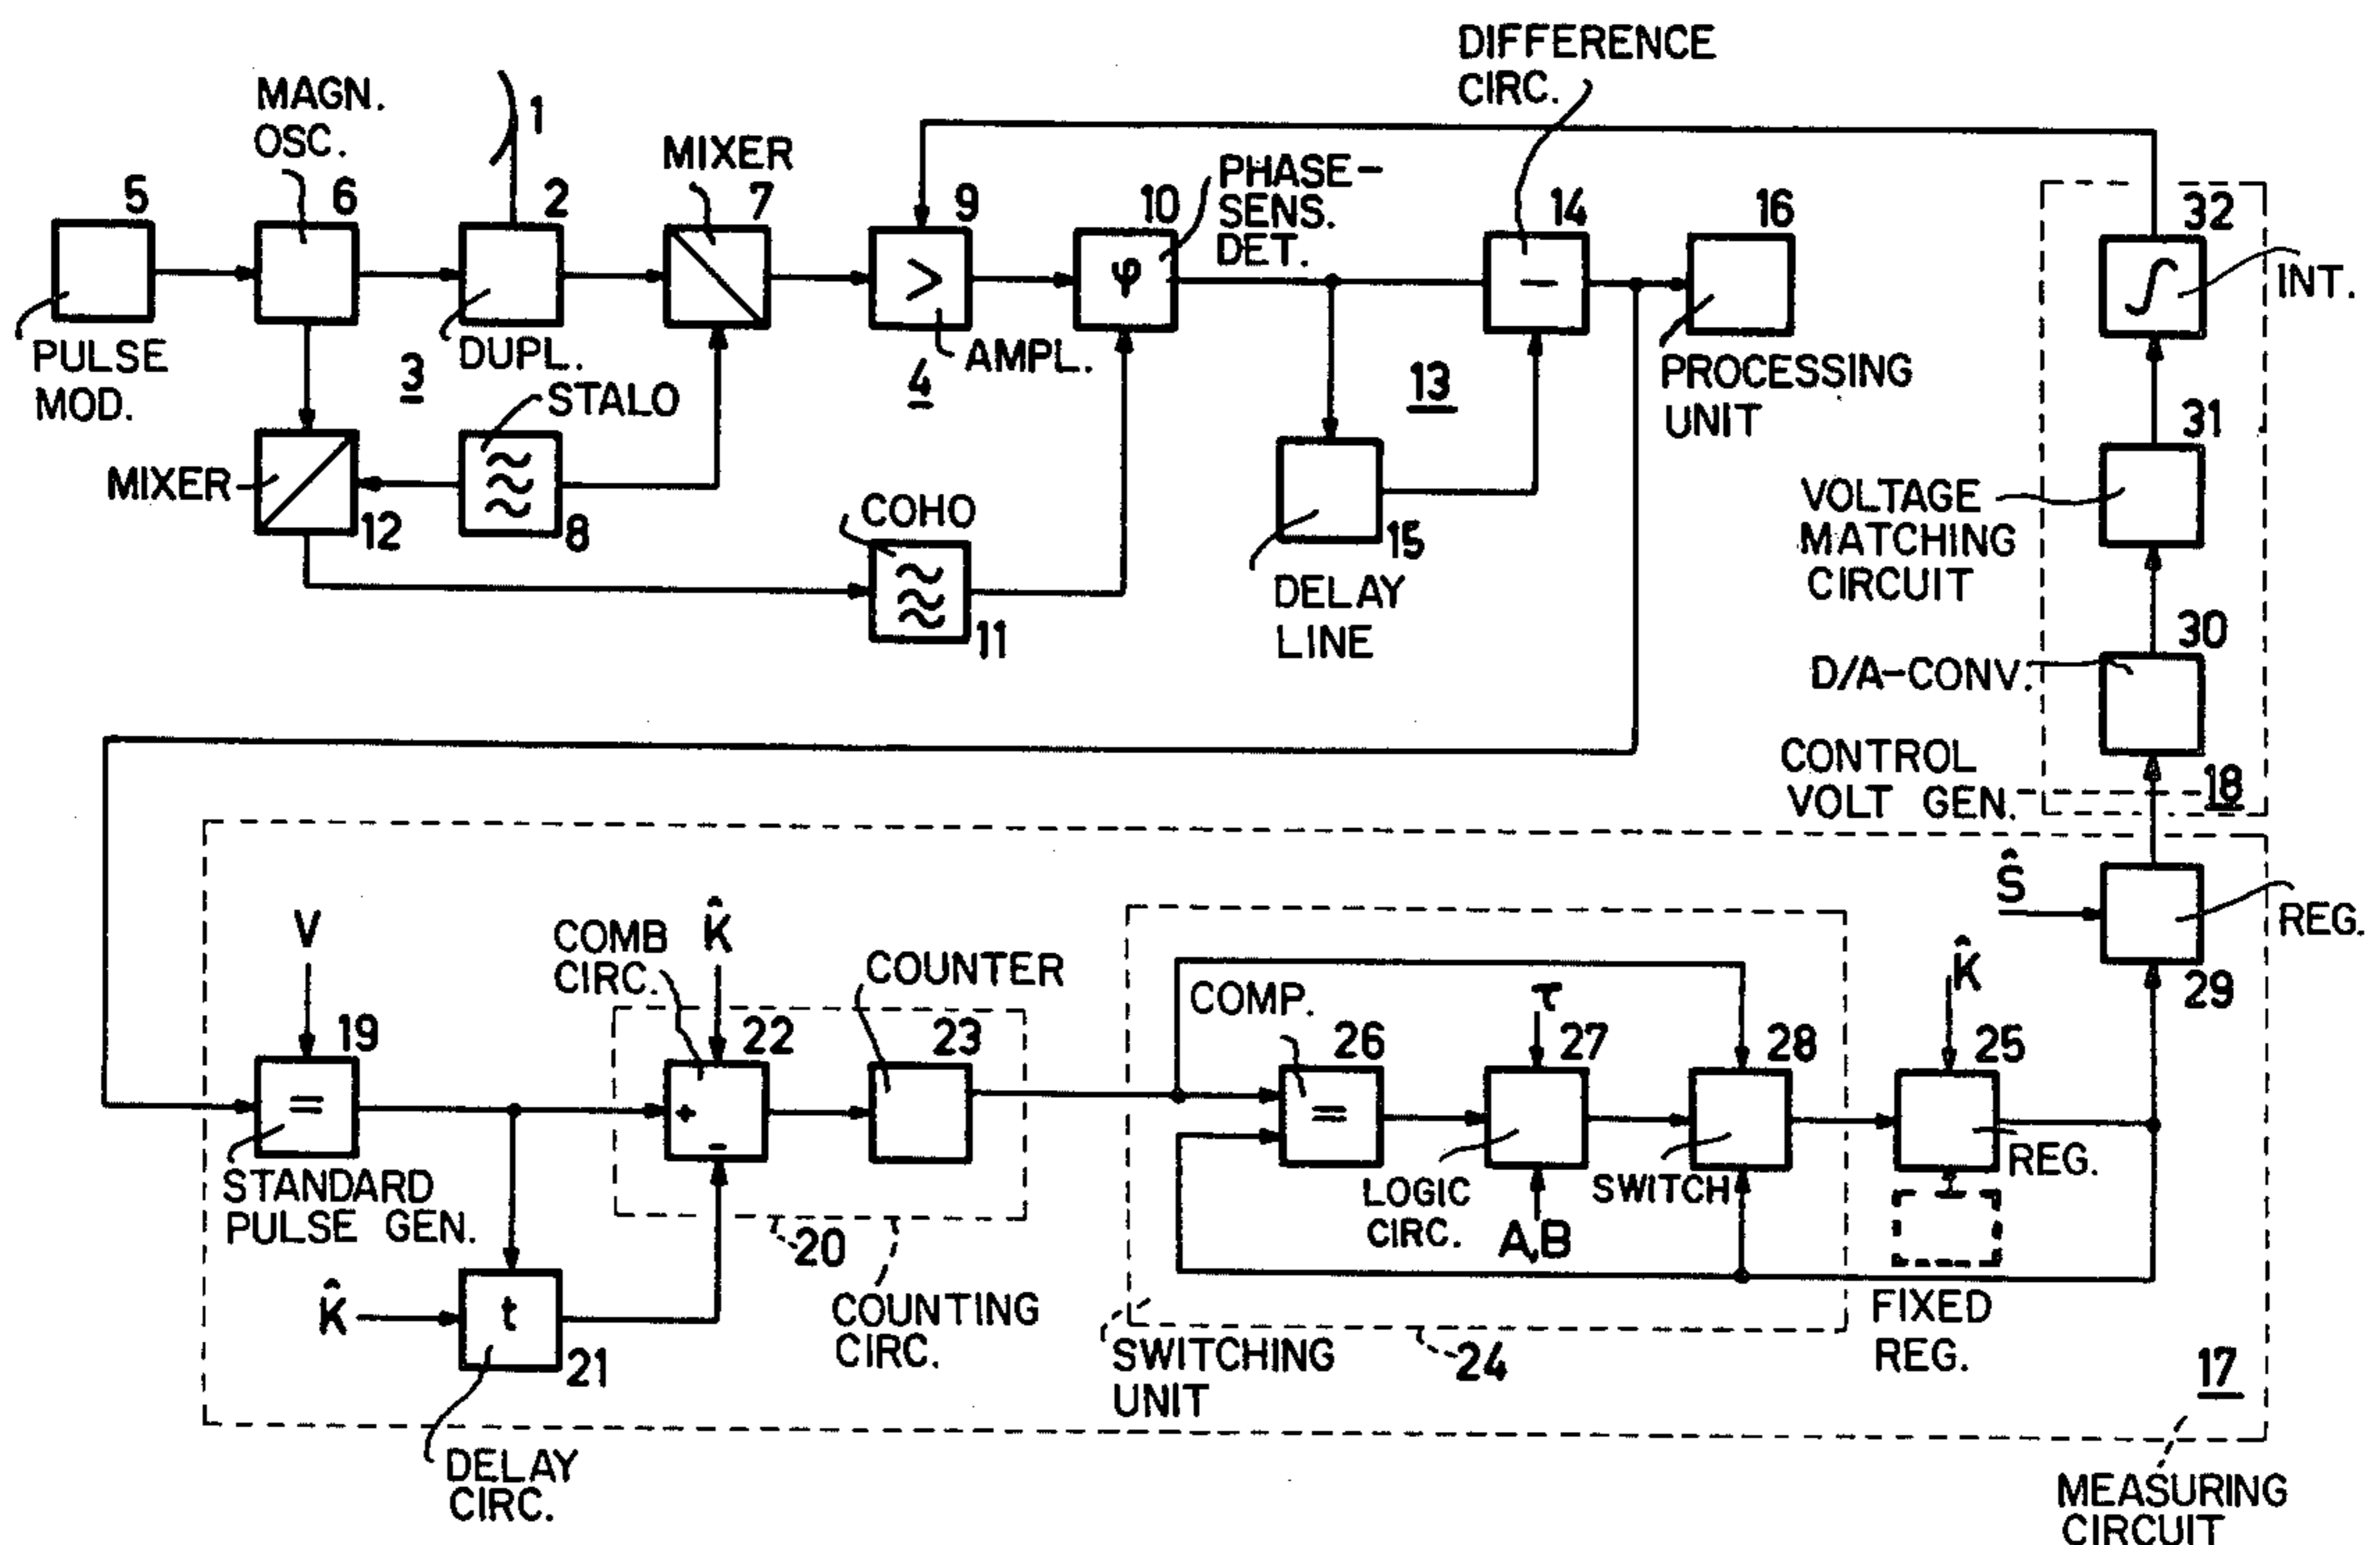 DIFFERENCE
CIRC.
MAGN.
OSC.
1
MIXER
PHASE-
SENS.
DET.
5
6
2
7
9
10
14
16
32
φ
>
−
∫
INT.
PULSE
MOD.
3
DUPL.
4
AMPL.
13
PROCESSING
UNIT
STALO
31
MIXER
12
8
COHO
15
VOLTAGE
MATCHING
CIRCUIT
11
DELAY
LINE
30
D/A-CONV.
CONTROL
VOLT GEN.
18
Ŝ
REG.
29
V
COMB
CIRC.
K̂
COUNTER
COMP.
τ
K̂
19
22
23
26
27
28
25
=
+
-
=
STANDARD
PULSE GEN.
LOGIC
CIRC.
SWITCH
REG.
A,B
20
K̂
t
21
COUNTING
CIRC.
SWITCHING
UNIT
24
FIXED
REG.
17
DELAY
CIRC.
MEASURING
CIRCUIT